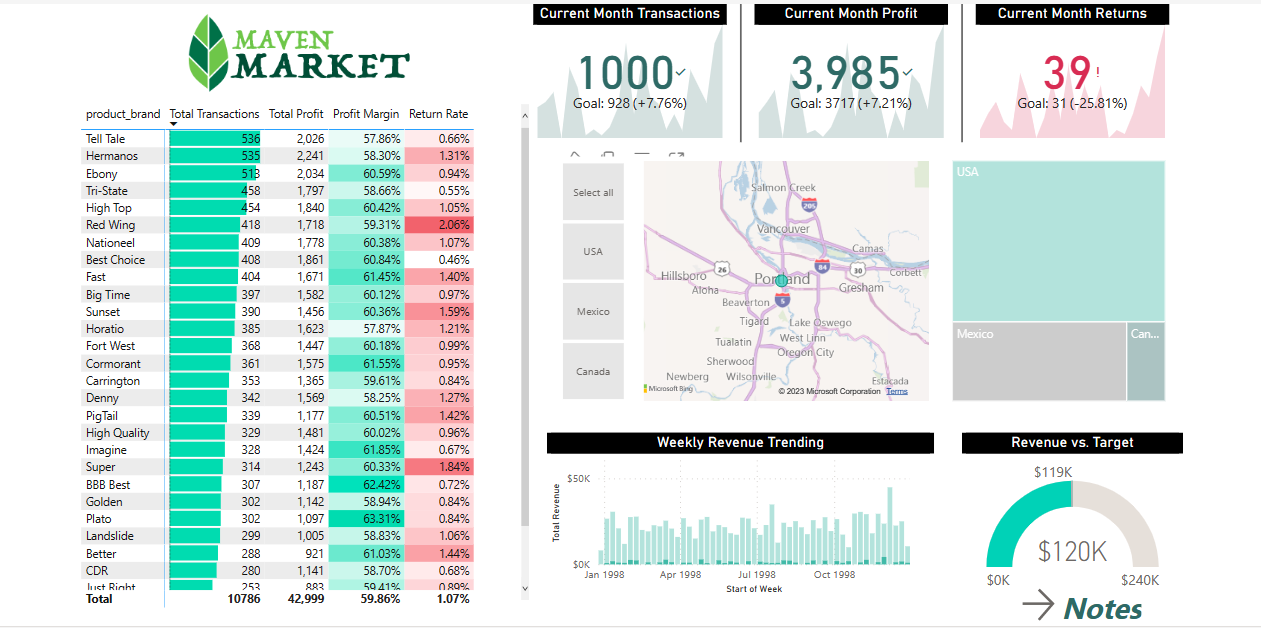 MAVEN
MARKET
product_brand Total Transactions Total Profit Profit Margin Return Rate
Tell Tale 536 2,026 57.86% 0.66%
Hermanos 535 2,241 58.30% 1.31%
Ebony 513 2,034 60.59% 0.94%
Tri-State 458 1,797 58.66% 0.55%
High Top 454 1,840 60.42% 1.05%
Red Wing 418 1,718 59.31% 2.06%
Nationeel 409 1,778 60.38% 1.07%
Best Choice 408 1,861 60.84% 0.46%
Fast 404 1,671 61.45% 1.40%
Big Time 397 1,582 60.12% 0.97%
Sunset 390 1,456 60.36% 1.59%
Horatio 385 1,623 57.87% 1.21%
Fort West 368 1,447 60.18% 0.99%
Cormorant 361 1,575 61.55% 0.95%
Carrington 353 1,365 59.61% 0.84%
Denny 342 1,569 58.25% 1.27%
PigTail 339 1,177 60.51% 1.42%
High Quality 329 1,481 60.02% 0.96%
Imagine 328 1,424 61.85% 0.67%
Super 314 1,243 60.33% 1.84%
BBB Best 307 1,187 62.42% 0.72%
Golden 302 1,142 58.94% 0.84%
Plato 302 1,097 63.31% 0.84%
Landslide 299 1,005 58.83% 1.06%
Better 288 921 61.03% 1.44%
CDR 280 1,141 58.70% 0.68%
Just Right 253 883 59.41% 0.89%
Total 10786 42,999 59.86% 1.07%
Current Month Transactions
1000
Goal: 928 (+7.76%)
Current Month Profit
3,985
Goal: 3717 (+7.21%)
Current Month Returns
39!
Goal: 31 (-25.81%)
Select all
USA
Mexico
Canada
Salmon Creek
205
Vancouver
Camas
84
26
30
Hillsboro
Portland
Corbett
Aloha
Gresham
Beaverton
5
Tigard
Lake Oswego
West Linn
Tualatin
Oregon City
Sherwood
Newberg
Wilsonville
Estacada
Microsoft Bing
© 2023 Microsoft Corporation Terms
USA
Mexico
Can...
Weekly Revenue Trending
Total Revenue
$50K
$0K
Jan 1998 Apr 1998 Jul 1998 Oct 1998
Start of Week
Revenue vs. Target
$119K
$120K
$0K
$240K
Notes